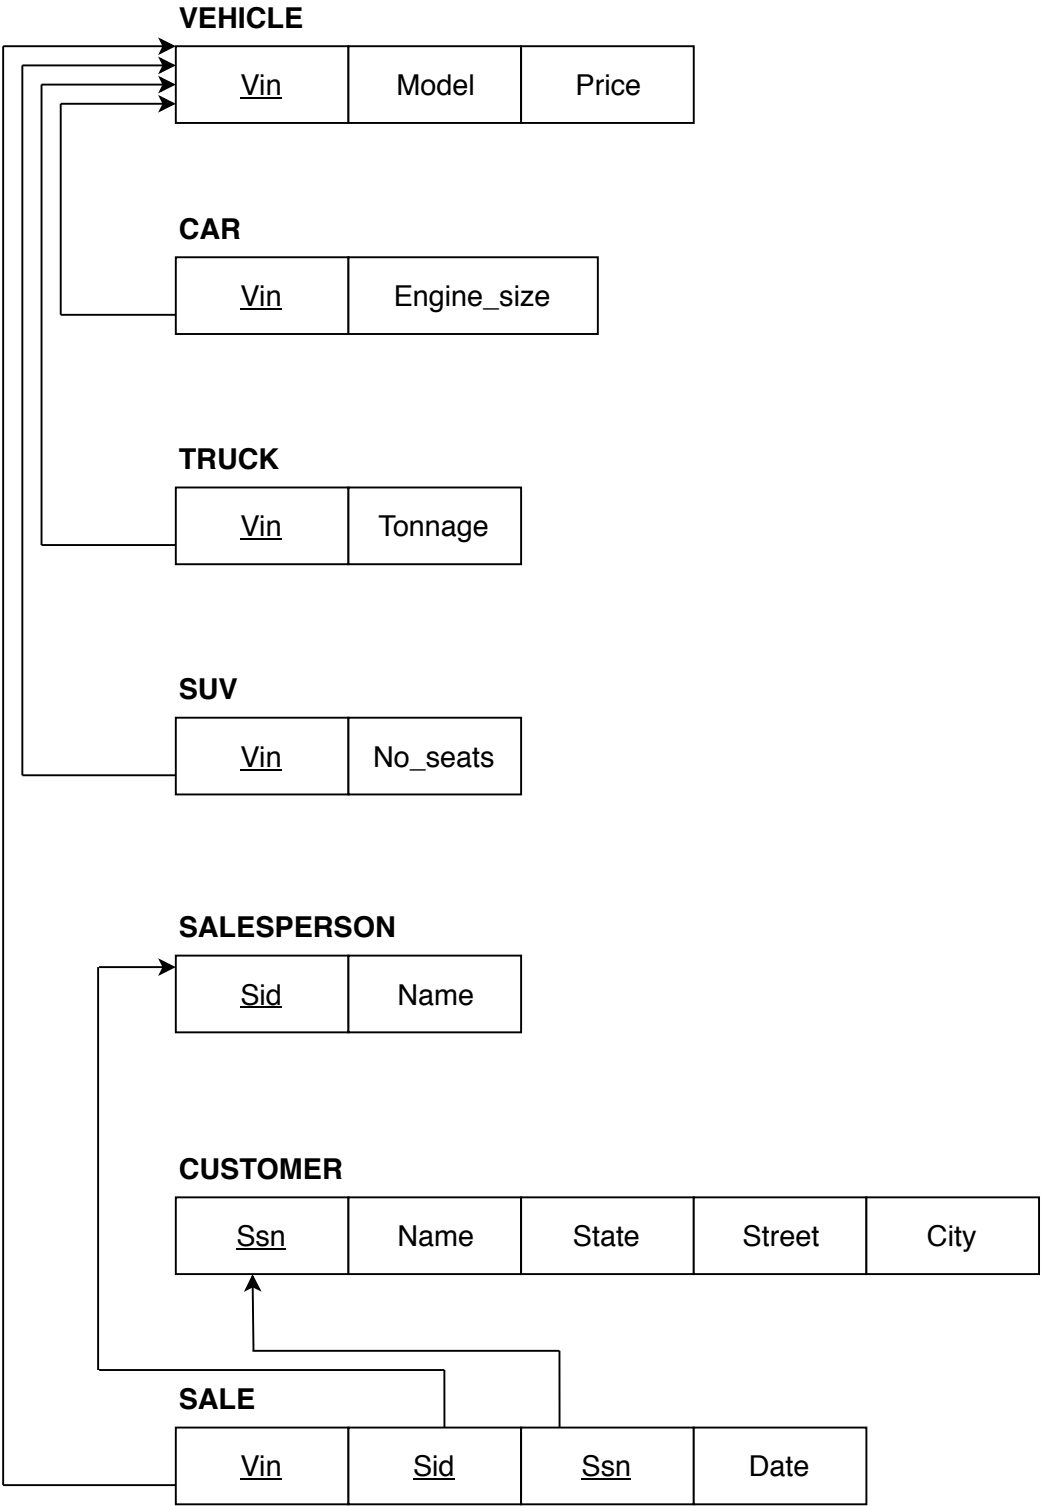 VEHICLE
Vin Model Price
CAR
Vin Engine_size
TRUCK
Vin Tonnage
SUV
Vin No_seats
SALESPERSON
Sid Name
CUSTOMER
Ssn Name State Street City
SALE
Vin Sid Ssn Date